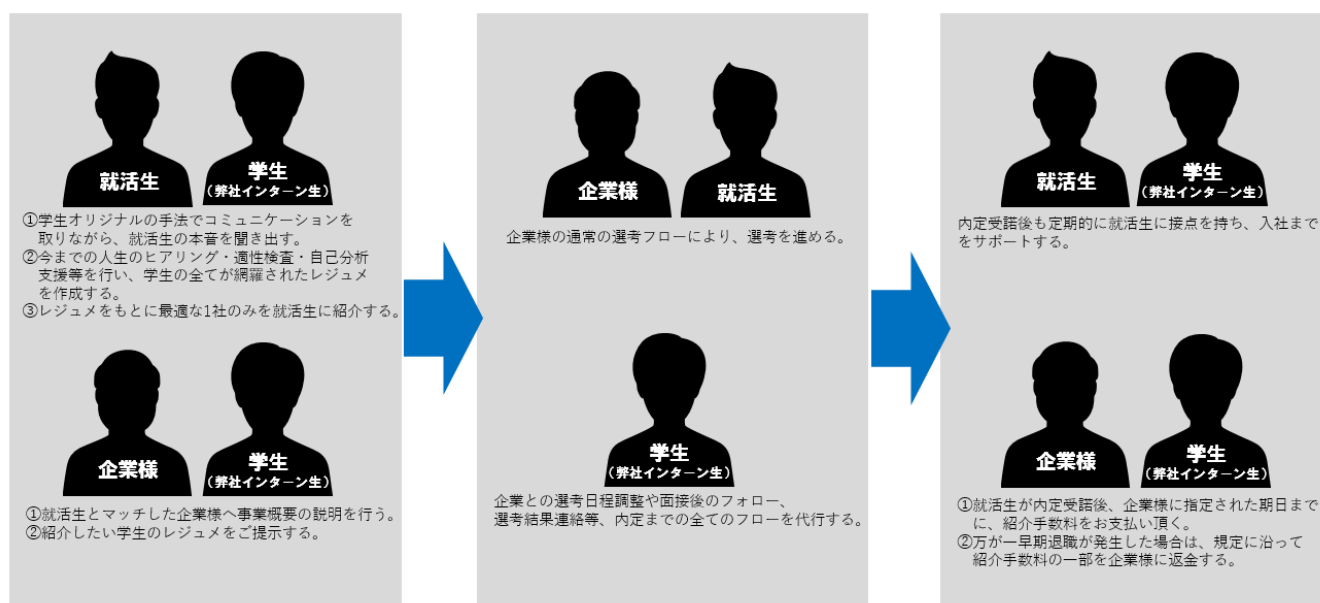 就活生
学生
（弊社インターン生）
①学生オリジナルの手法でコミュニケーションを
取りながら、就活生の本音を聞き出す。
②今までの人生のヒアリング・適性検査・自己分析
支援等を行い、学生の全てが網羅されたレジュメ
を作成する。
③レジュメをもとに最適な1社のみを就活生に紹介する。
企業様
学生
（弊社インターン生）
①就活生とマッチした企業様へ事業概要の説明を行う。
②紹介したい学生のレジュメをご提示する。
企業様
就活生
企業様の通常の選考フローにより、選考を進める。
学生
（弊社インターン生）
企業との選考日程調整や面接後のフォロー、
選考結果連絡等、内定までの全てのフローを代行する。
就活生
学生
（弊社インターン生）
内定受諾後も定期的に就活生に接点を持ち、入社まで
をサポートする。
企業様
学生
（弊社インターン生）
①就活生が内定受諾後、企業様に指定された期日まで
に、紹介手数料をお支払い頂く。
②万が一早期退職が発生した場合は、規定に沿って
紹介手数料の一部を企業様に返金する。